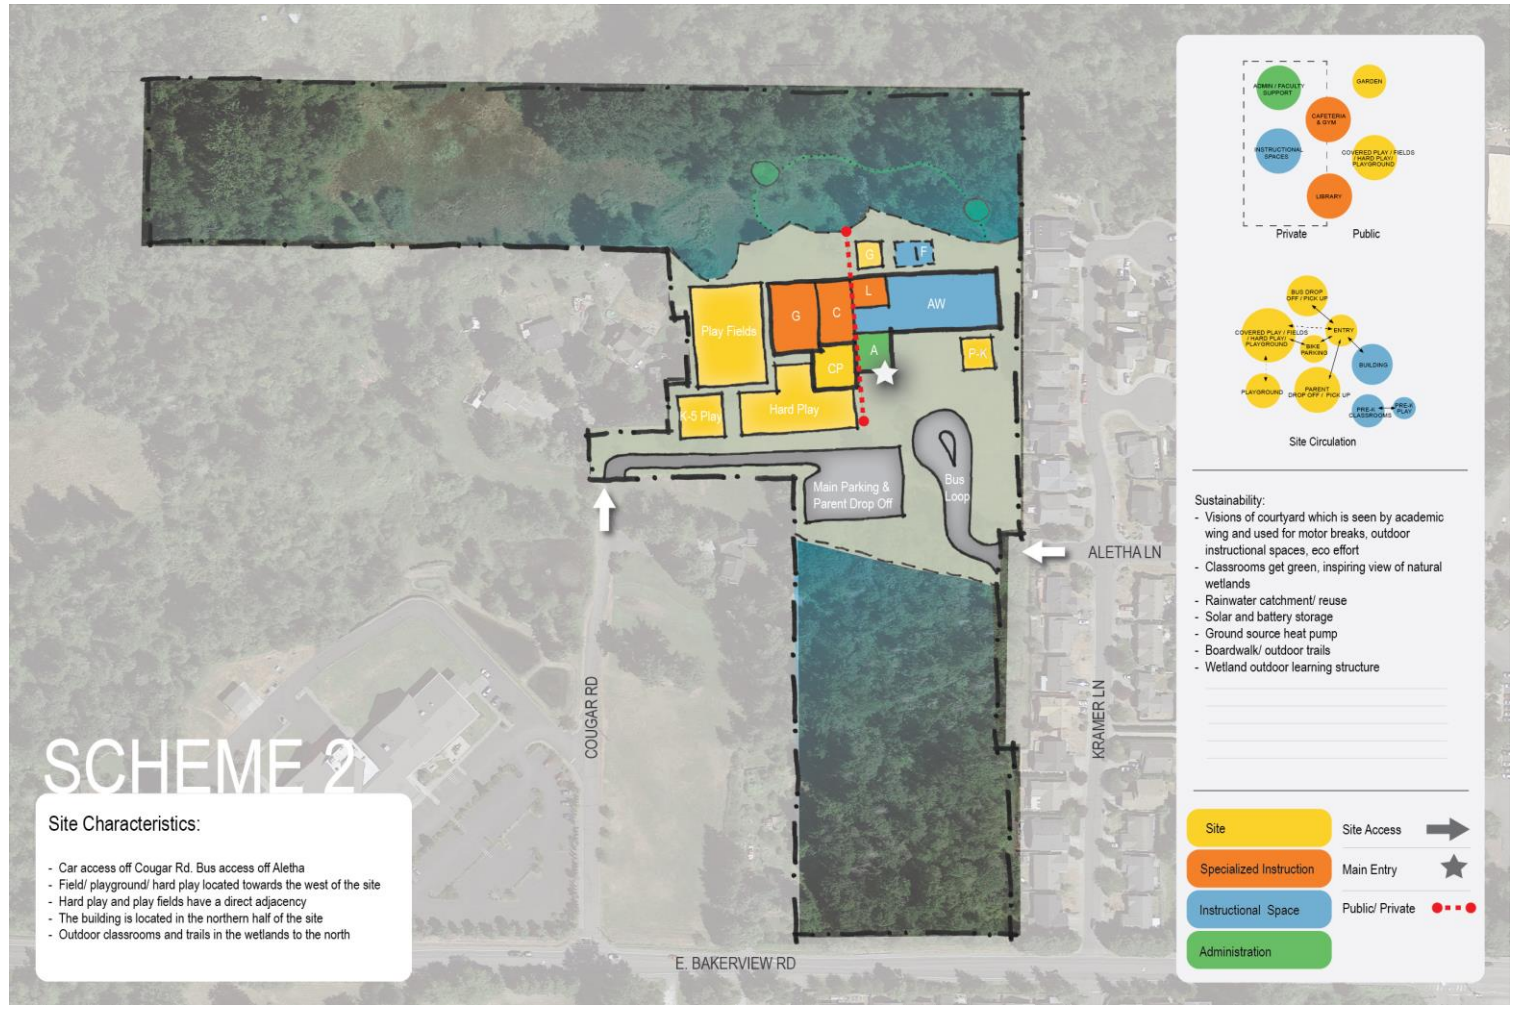 ADMIN / FACULTY
SUPPORT
GARDEN
CAFETERIA
& GYM
INSTRUCTIONAL
SPACES
COVERED PLAY / FIELDS
/ HARD PLAY/
PLAYGROUND
LIBRARY
Private
Public
BUS DROP
OFF / PICK UP
COVERED PLAY / FIELDS
/ HARD PLAY/
PLAYGROUND
ENTRY
BIKE
PARKING
BUILDING
PLAYGROUND
PARENT
DROP OFF / PICK UP
PRE-K
CLASSROOMS
PRE-K
PLAY
Site Circulation
G
F
L
AW
G
C
Play Fields
A
P-K
CP
K-5 Play
Hard Play
Main Parking &
Parent Drop Off
Bus
Loop
ALETHA LN
COUGAR RD
KRAMER LN
E. BAKERVIEW RD
Sustainability:
- Visions of courtyard which is seen by academic
wing and used for motor breaks, outdoor
instructional spaces, eco effort
- Classrooms get green, inspiring view of natural
wetlands
- Rainwater catchment/ reuse
- Solar and battery storage
- Ground source heat pump
- Boardwalk/ outdoor trails
- Wetland outdoor learning structure
SCHEME 2
Site Characteristics:
- Car access off Cougar Rd. Bus access off Aletha
- Field/ playground/ hard play located towards the west of the site
- Hard play and play fields have a direct adjacency
- The building is located in the northern half of the site
- Outdoor classrooms and trails in the wetlands to the north
Site
Site Access
Specialized Instruction
Main Entry
Instructional Space
Public/ Private
Administration